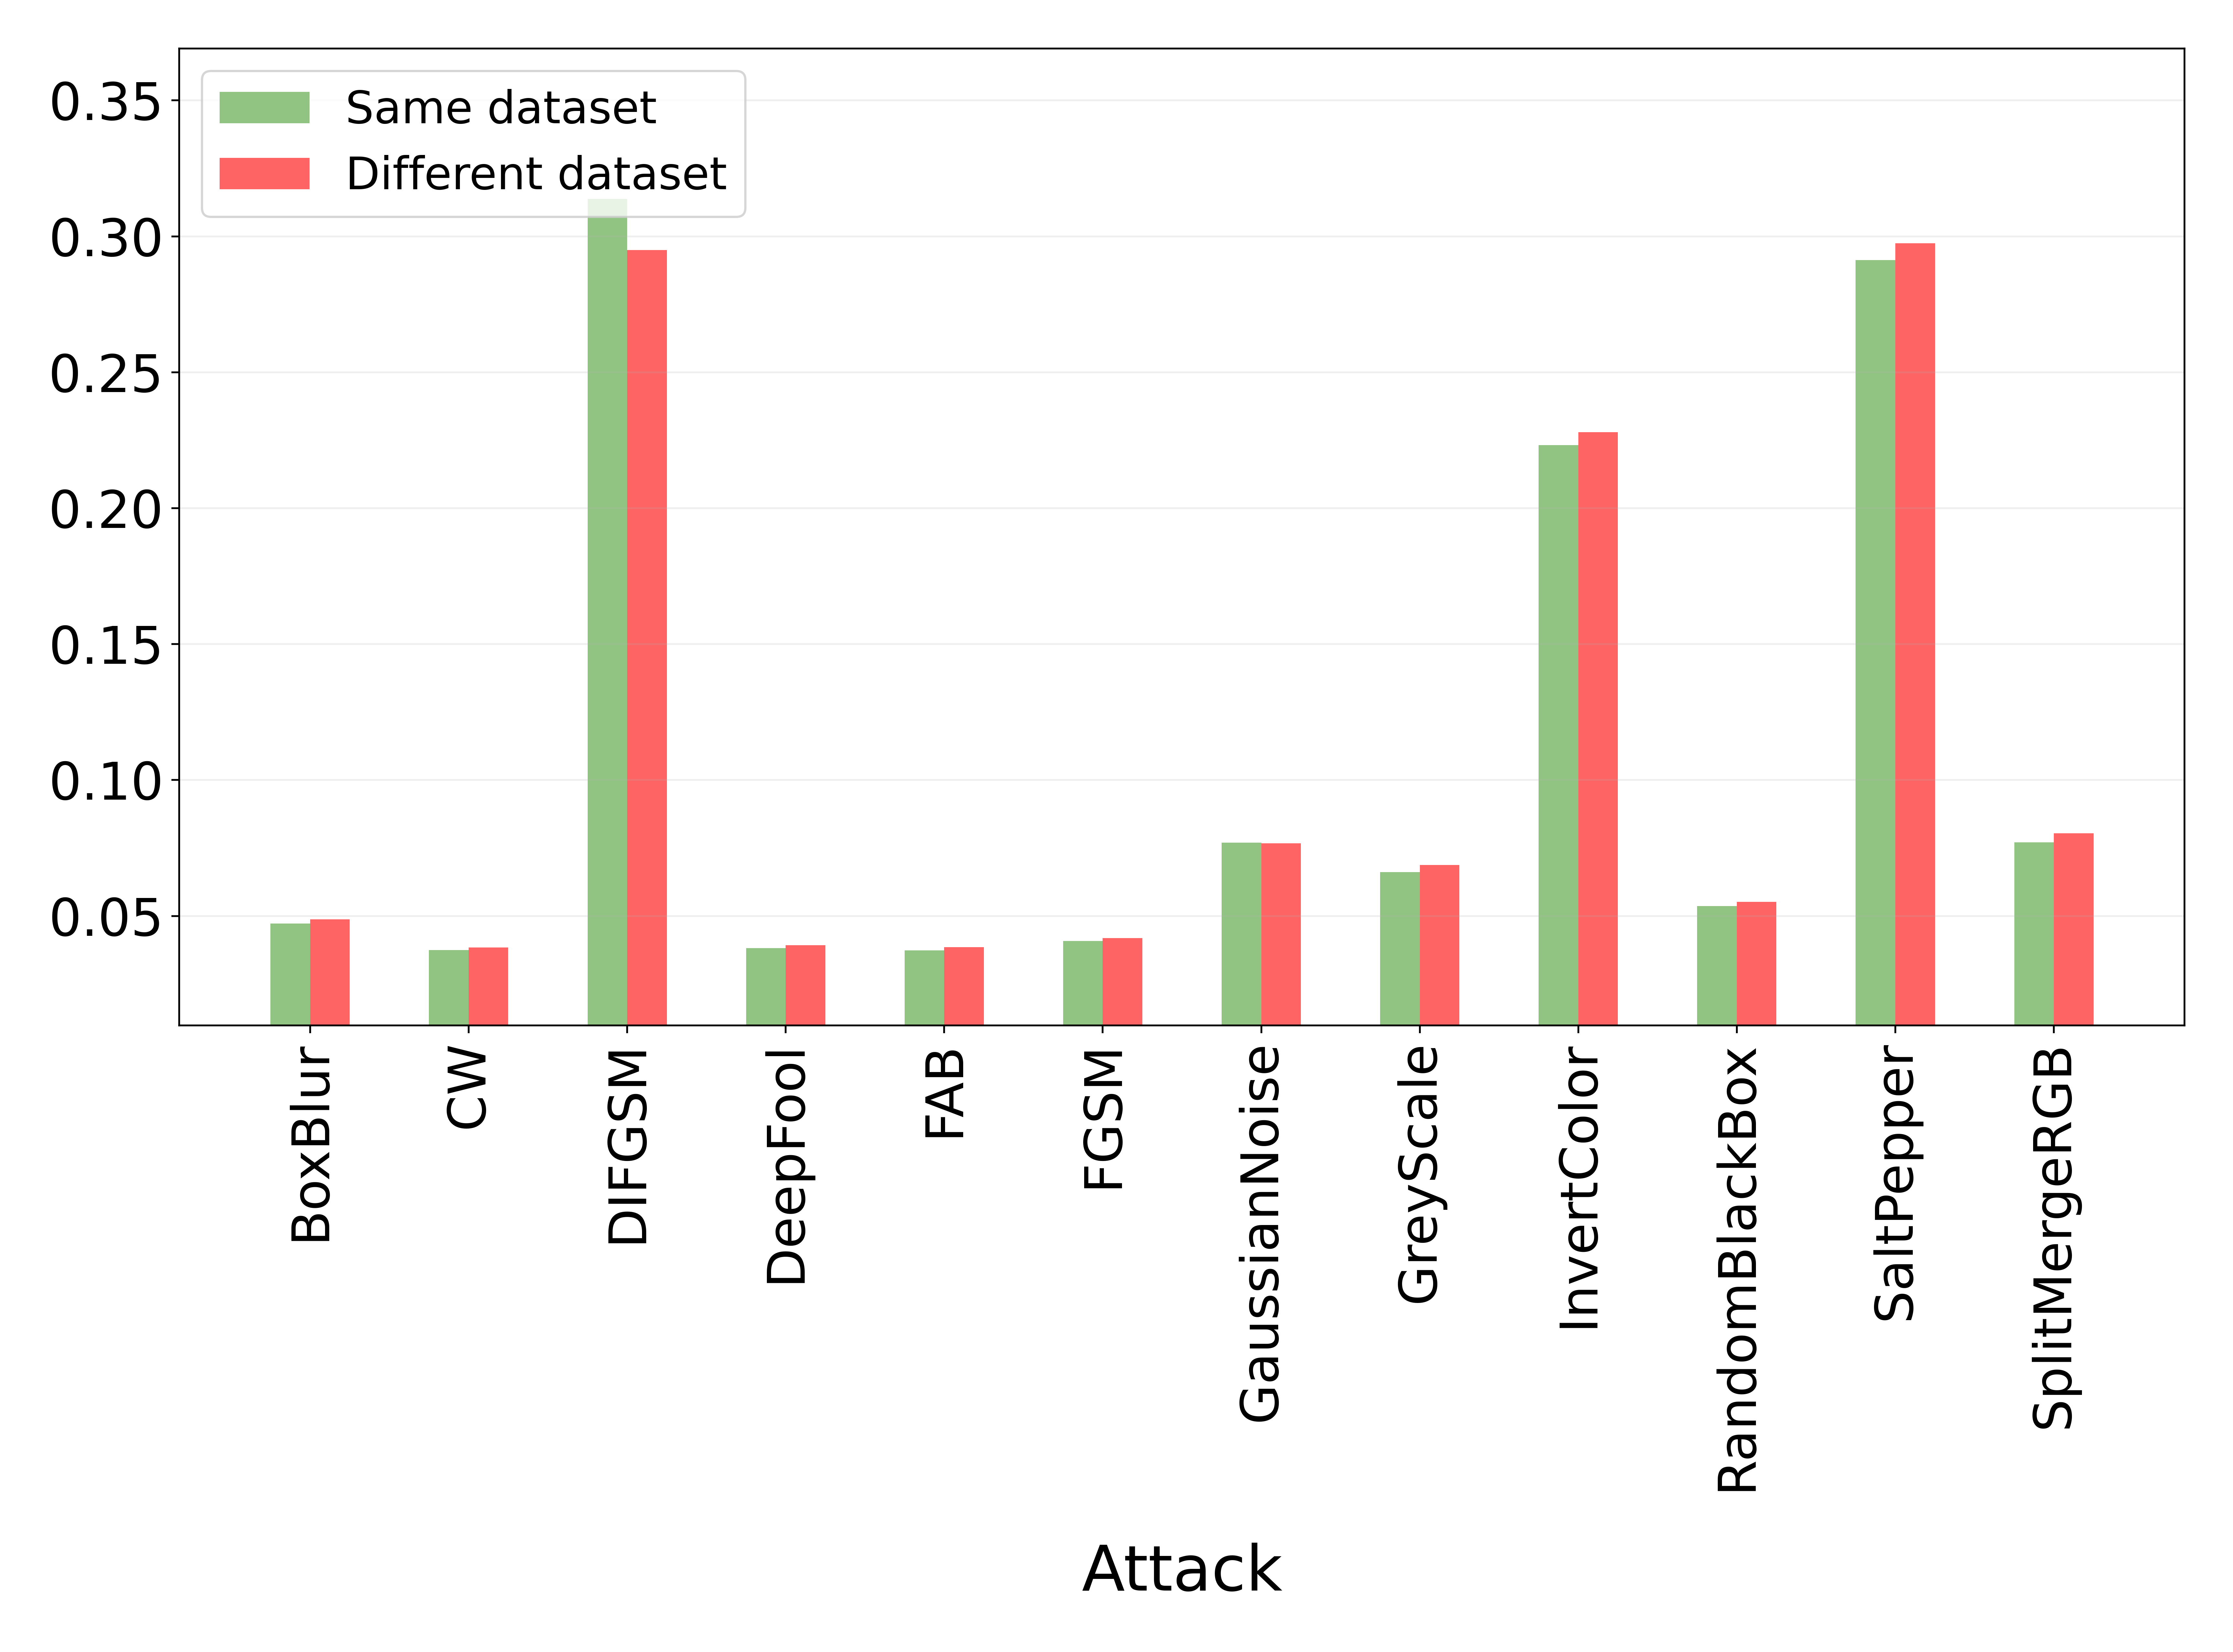 Same dataset
Different dataset
0.35
0.30
0.25
0.20
0.15
0.10
0.05
BoxBlur
CW
DIFGSM
DeepFool
FAB
FGSM
GaussianNoise
GreyScale
InvertColor
RandomBlackBox
SaltPepper
SplitMergeRGB
Attack